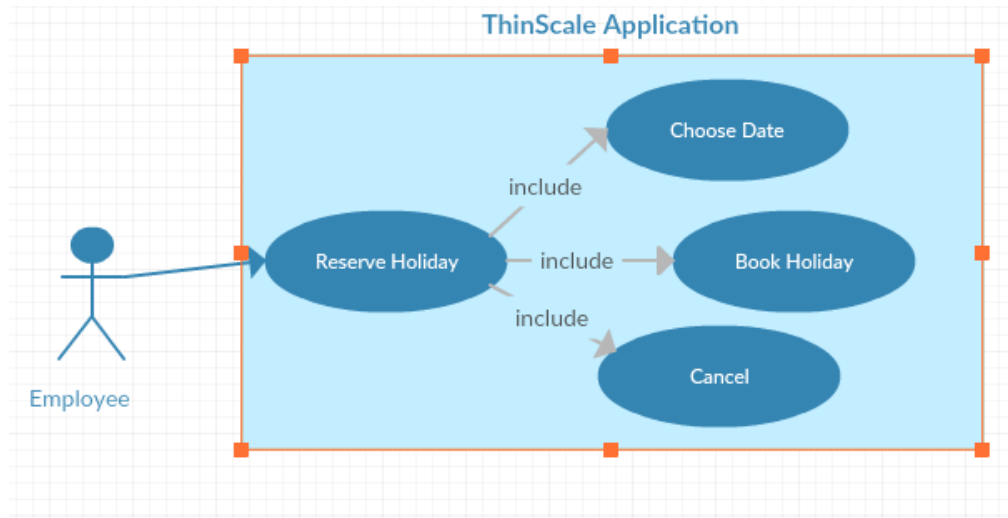 ThinScale Application
Choose Date
include
Reserve Holiday
include
Book Holiday
include
Cancel
Employee